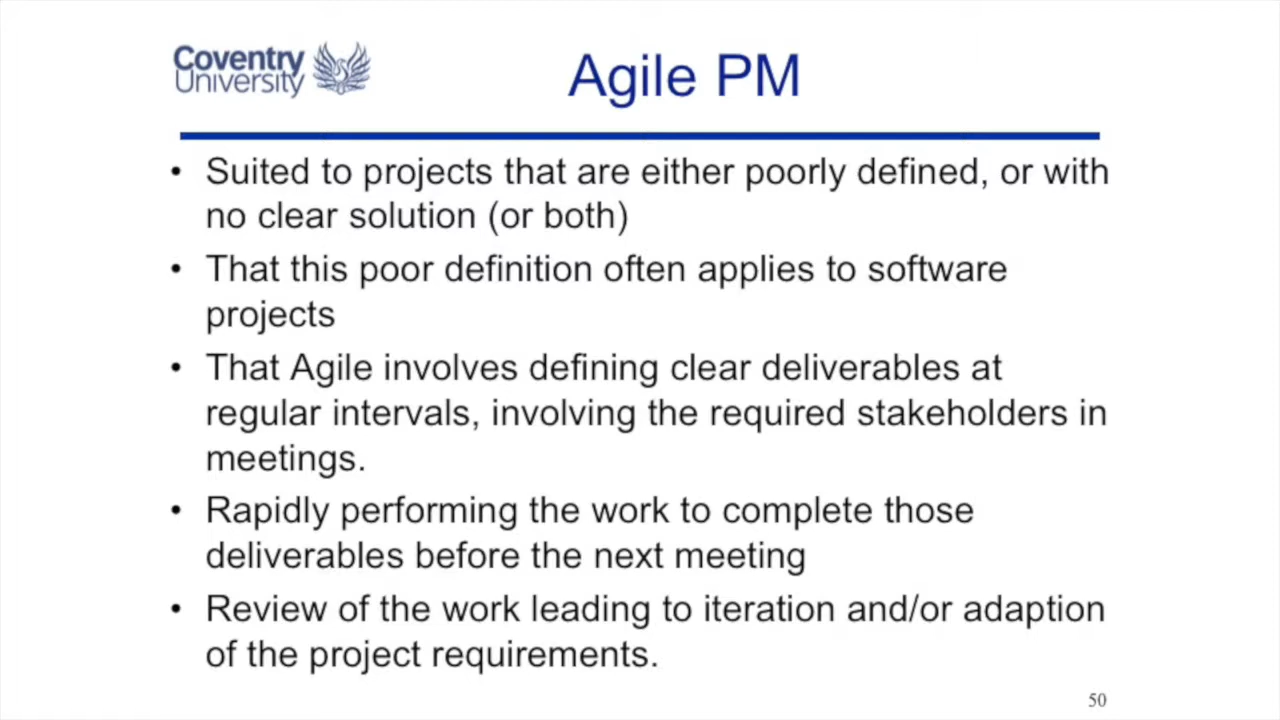 Coventry
University
Agile PM
• Suited to projects that are either poorly defined, or with
no clear solution (or both)
• That this poor definition often applies to software
projects
• That Agile involves defining clear deliverables at
regular intervals, involving the required stakeholders in
meetings.
• Rapidly performing the work to complete those
deliverables before the next meeting
• Review of the work leading to iteration and/or adaption
of the project requirements.
50